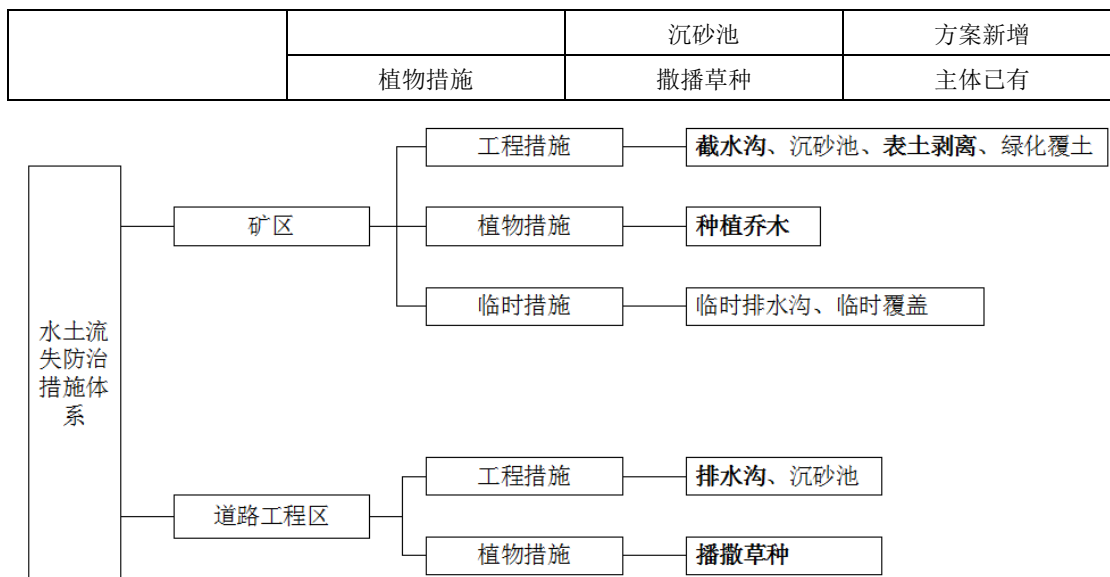 沉砂池 方案新增
植物措施 撒播草种 主体已有
工程措施 截水沟、沉砂池、表土剥离、绿化覆土
矿区 植物措施 种植乔木
临时措施 临时排水沟、临时覆盖
水土流
失防治
措施体
系
工程措施 排水沟、沉砂池
道路工程区
植物措施 播撒草种